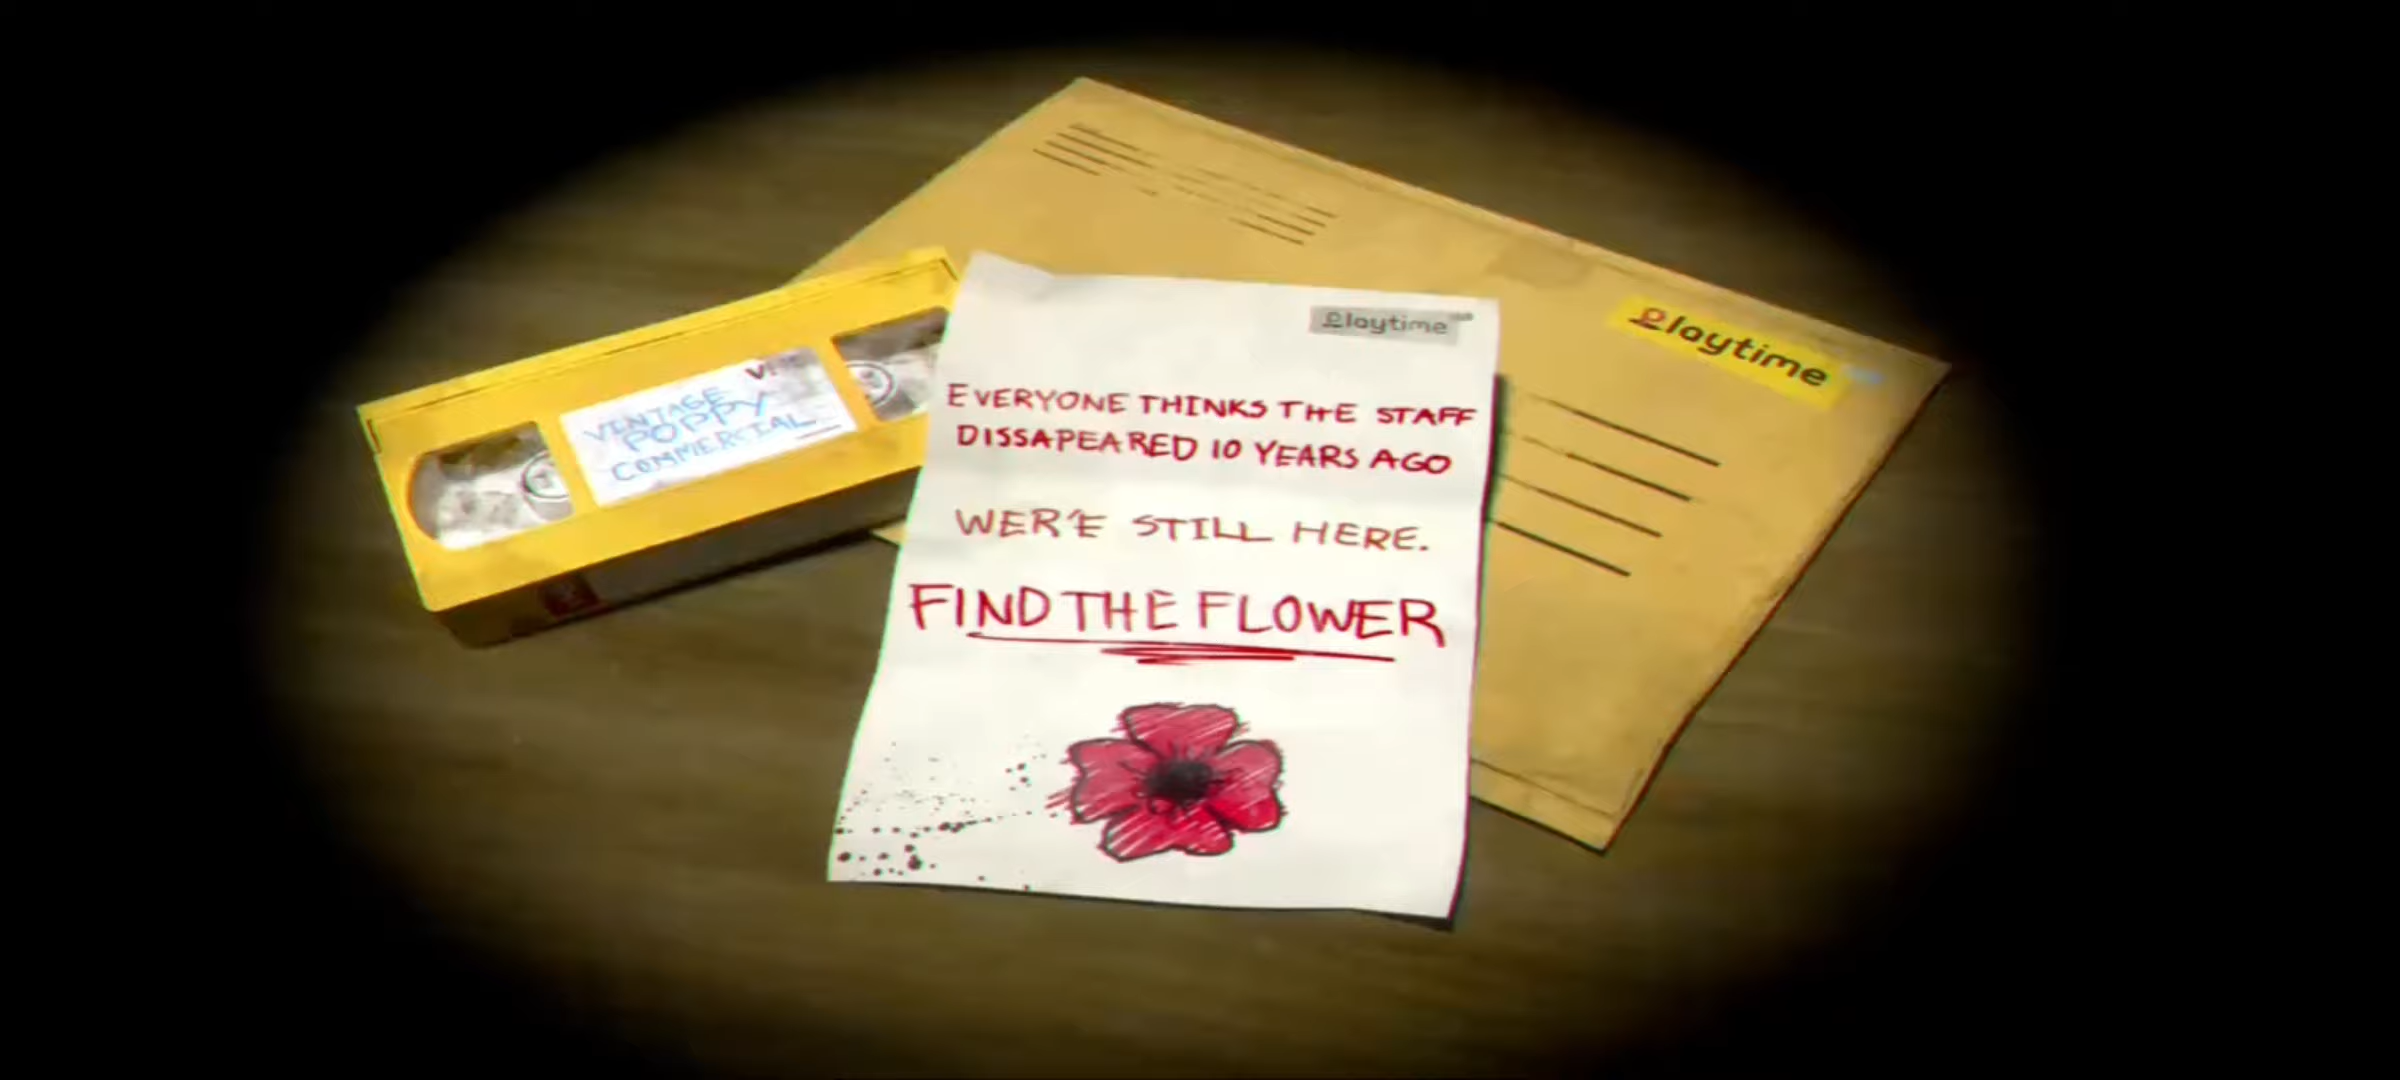 VINTAGE
POPPY
COMMERCIAL
Playtime
EVERYONE THINKS THE STAFF
DISSAPEARED 10 YEARS AGO
WER'E STILL HERE.
FIND THE FLOWER
Playtime